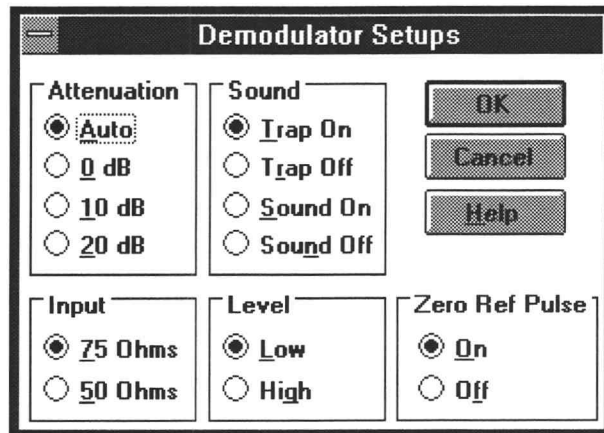 Demodulator Setups
Attenuation
Auto
0 dB
10 dB
20 dB
Sound
Trap On
Trap Off
Sound On
Sound Off
OK
Cancel
Help
Input
75 Ohms
50 Ohms
Level
Low
High
Zero Ref Pulse
On
Off